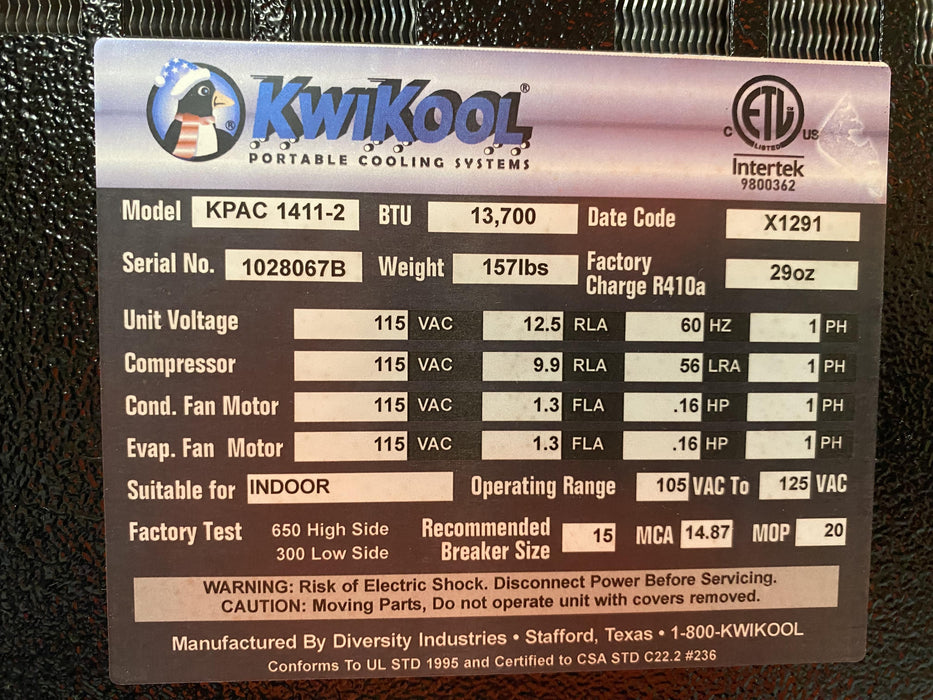 KWIKOOL®
PORTABLE COOLING SYSTEMS
ETL CM
LISTED
C US
Intertek
9800362
Model KPAC 1411-2 BTU 13,700 Date Code X1291
Serial No. 1028067B Weight 157lbs Factory Charge R410a 29oz
Unit Voltage 115 VAC 12.5 RLA 60 HZ 1 PH
Compressor 115 VAC 9.9 RLA 56 LRA 1 PH
Cond. Fan Motor 115 VAC 1.3 FLA .16 HP 1 PH
Evap. Fan Motor 115 VAC 1.3 FLA .16 HP 1 PH
Suitable for INDOOR Operating Range 105 VAC To 125 VAC
Factory Test 650 High Side
300 Low Side
Recommended
Breaker Size 15 MCA 14.87 MOP 20
WARNING: Risk of Electric Shock. Disconnect Power Before Servicing.
CAUTION: Moving Parts, Do not operate unit with covers removed.
Manufactured By Diversity Industries • Stafford, Texas • 1-800-KWIKOOL
Conforms To UL STD 1995 and Certified to CSA STD C22.2 #236